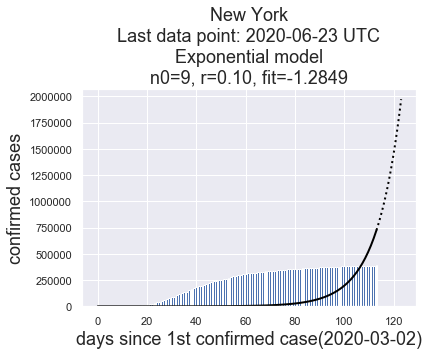 New York
Last data point: 2020-06-23 UTC
Exponential model
n0=9, r=0.10, fit=-1.2849
2000000
1750000
1500000
1250000
1000000
750000
500000
250000
0
confirmed cases
0 20 40 60 80 100 120
days since 1st confirmed case(2020-03-02)